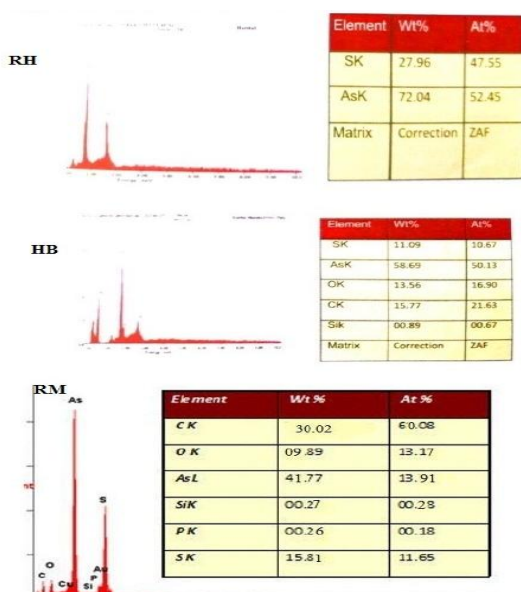 RH
Element Wt% At%
SK 27.96 47.55
AsK 72.04 52.45
Matrix Correction ZAF
HB
Element Wt% At%
SK 11.09 10.67
AsK 58.69 50.13
OK 13.56 16.90
CK 15.77 21.63
Sik 00.89 00.67
Matrix Correction ZAF
RM
As
S
O
C
Cu
Si
P
Au
Element Wt % At %
C K 30.02 60.08
O K 09.89 13.17
AsL 41.77 13.91
SiK 00.27 00.28
P K 00.26 00.18
S K 15.81 11.65